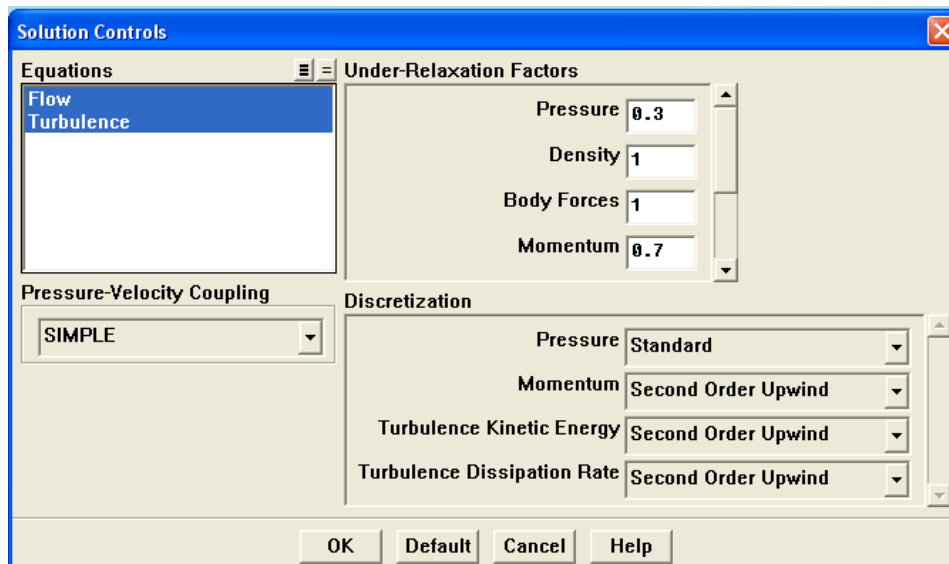 Solution Controls
Equations
Flow
Turbulence
Pressure-Velocity Coupling
SIMPLE
Under-Relaxation Factors
Pressure 0.3
Density 1
Body Forces 1
Momentum 0.7
Discretization
Pressure Standard
Momentum Second Order Upwind
Turbulence Kinetic Energy Second Order Upwind
Turbulence Dissipation Rate Second Order Upwind
OK Default Cancel Help